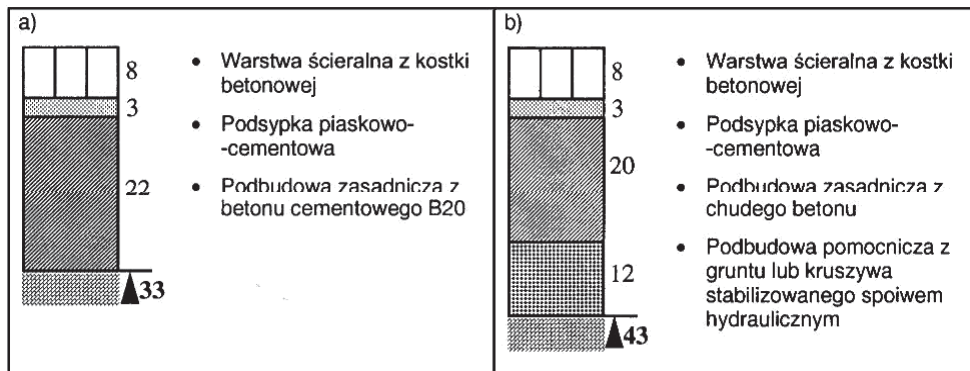 a)
8
3
22
33
• Warstwa ścieralna z kostki
betonowej
• Podsypka piaskowo-
-cementowa
• Podbudowa zasadnicza z
betonu cementowego B20
b)
8
3
20
12
43
• Warstwa ścieralna z kostki
betonowej
• Podsypka piaskowo-
-cementowa
• Podbudowa zasadnicza z
chudego betonu
• Podbudowa pomocnicza z
gruntu lub kruszywa
stabilizowanego spoiwem
hydraulicznym